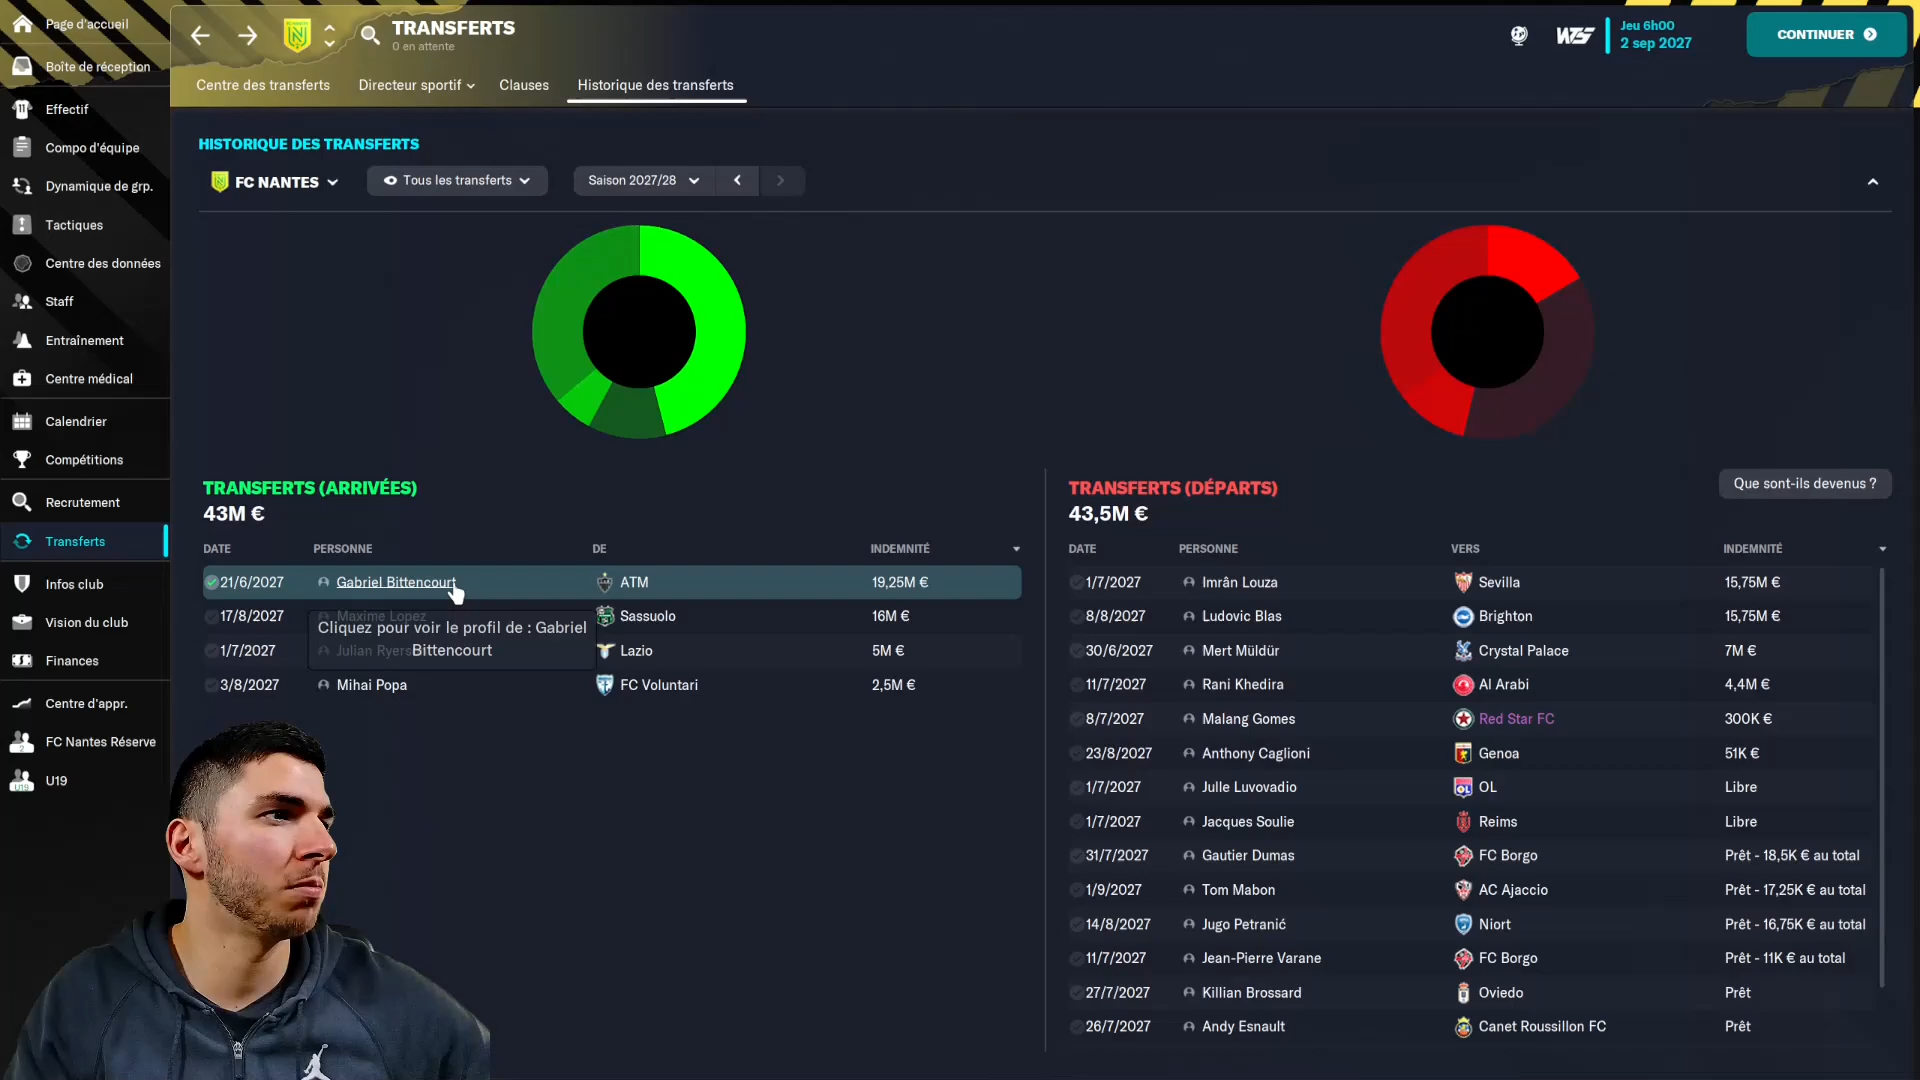 Page d'accueil
Boîte de réception
Effectif
Compo d'équipe
Dynamique de grp.
Tactiques
Centre des données
Staff
Entraînement
Centre médical
Calendrier
Compétitions
Recrutement
Transferts
Infos club
Vision du club
Finances
Centre d'appr.
FC Nantes Réserve
U19
TRANSFERTS
0 en attente
Jeu 6h00
2 sep 2027
CONTINUER
Centre des transferts
Directeur sportif
Clauses
Historique des transferts
HISTORIQUE DES TRANSFERTS
FC NANTES
Tous les transferts
Saison 2027/28
TRANSFERTS (ARRIVÉES)
43M €
DATE PERSONNE DE INDEMNITÉ
21/6/2027 Gabriel Bittencourt ATM 19,25M €
17/8/2027 Maxime Lopez Sassuolo 16M €
Cliquez pour voir le profil de : Gabriel
Bittencourt
1/7/2027 Julian Ryers Lazio 5M €
3/8/2027 Mihai Popa FC Voluntari 2,5M €
TRANSFERTS (DÉPARTS)
43,5M €
Que sont-ils devenus ?
DATE PERSONNE VERS INDEMNITÉ
1/7/2027 Imrân Louza Sevilla 15,75M €
8/8/2027 Ludovic Blas Brighton 15,75M €
30/6/2027 Mert Müldür Crystal Palace 7M €
11/7/2027 Rani Khedira Al Arabi 4,4M €
8/7/2027 Malang Gomes Red Star FC 300K €
23/8/2027 Anthony Caglioni Genoa 51K €
1/7/2027 Julle Luvovadio OL Libre
1/7/2027 Jacques Soulie Reims Libre
31/7/2027 Gautier Dumas FC Borgo Prêt - 18,5K € au total
1/9/2027 Tom Mabon AC Ajaccio Prêt - 17,25K € au total
14/8/2027 Jugo Petranić Niort Prêt - 16,75K € au total
11/7/2027 Jean-Pierre Varane FC Borgo Prêt - 11K € au total
27/7/2027 Killian Brossard Oviedo Prêt
26/7/2027 Andy Esnault Canet Roussillon FC Prêt